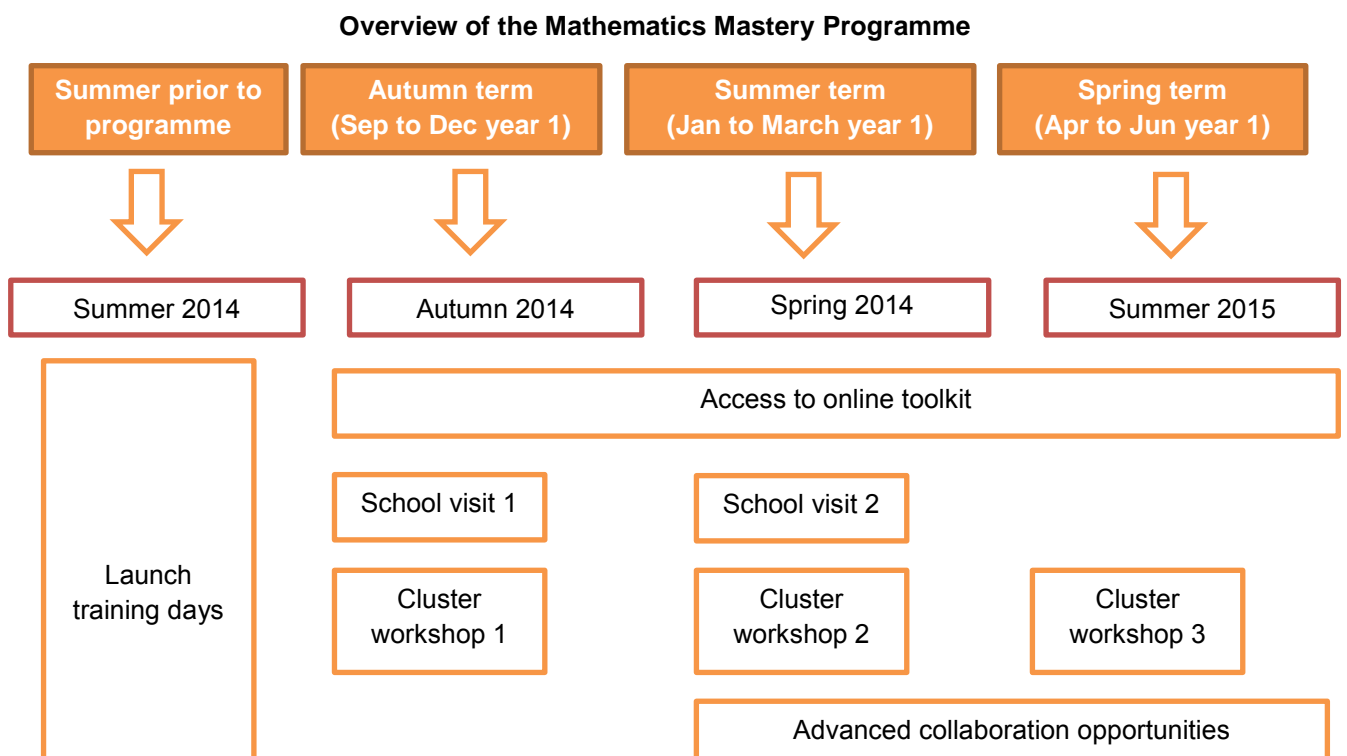 Overview of the Mathematics Mastery Programme
Summer prior to
programme
Autumn term
(Sep to Dec year 1)
Summer term
(Jan to March year 1)
Spring term
(Apr to Jun year 1)
Summer 2014
Autumn 2014
Spring 2014
Summer 2015
Access to online toolkit
School visit 1
School visit 2
Launch
training days
Cluster
workshop 1
Cluster
workshop 2
Cluster
workshop 3
Advanced collaboration opportunities